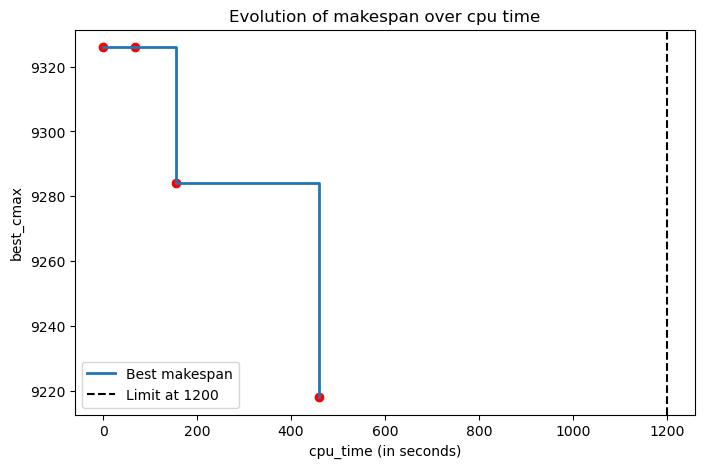 Evolution of makespan over cpu time
best_cmax
9320
9300
9280
9260
9240
9220
Best makespan
Limit at 1200
0 200 400 600 800 1000 1200
cpu_time (in seconds)